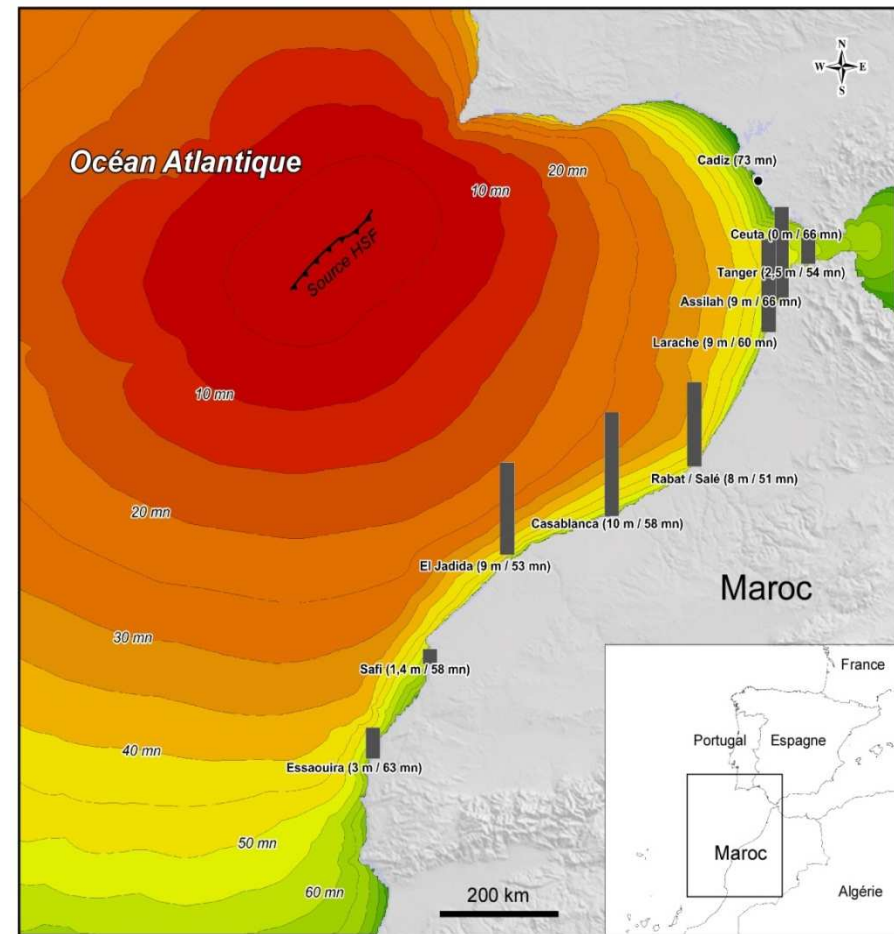 N
W E
S
Océan Atlantique
Cadiz (73 mn)
20 mn
10 mn
Ceuta (0 m / 66 mn)
Source HSF
Tanger (2,5 m / 54 mn)
Assilah (9 m / 66 mn)
Larache (9 m / 60 mn)
10 mn
Rabat / Salé (8 m / 51 mn)
20 mn
Casablanca (10 m / 58 mn)
El Jadida (9 m / 53 mn)
Maroc
30 mn
Safi (1,4 m / 58 mn)
40 mn
Essaouira (3 m / 63 mn)
50 mn
60 mn
200 km
France
Portugal
Espagne
Maroc
Algérie